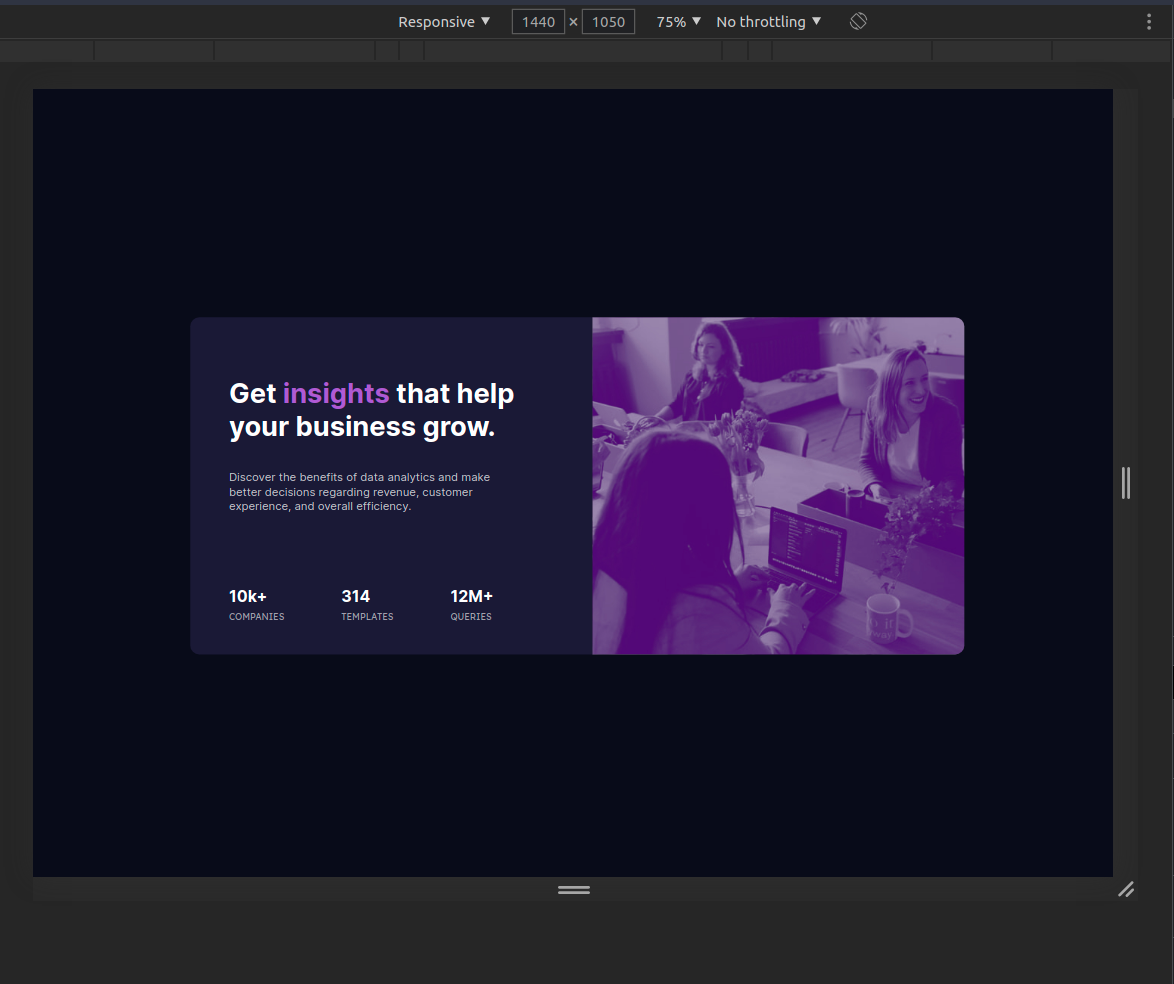 Responsive ▼ 1440 × 1050 75% ▼ No throttling ▼
Get insights that help
your business grow.
Discover the benefits of data analytics and make
better decisions regarding revenue, customer
experience, and overall efficiency.
10k+ 314 12M+
COMPANIES TEMPLATES QUERIES